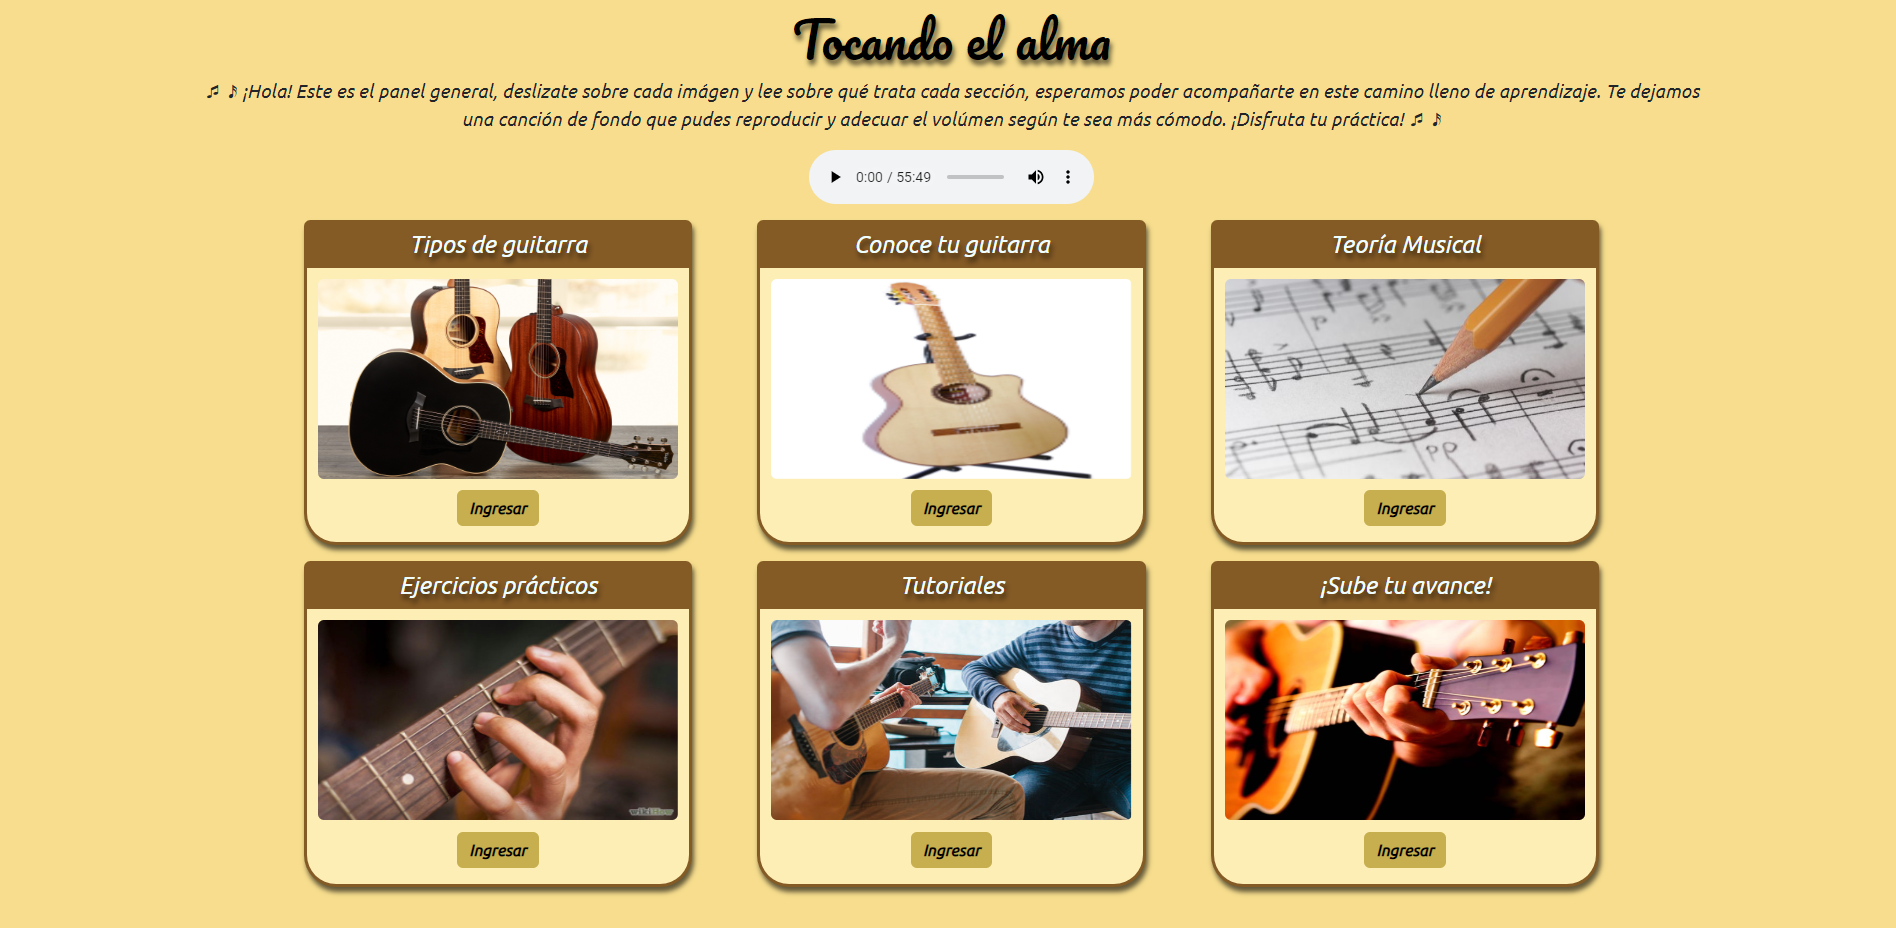 Tocando el alma
♫ ♪ ¡Hola! Este es el panel general, deslizate sobre cada imágen y lee sobre qué trata cada sección, esperamos poder acompañarte en este camino lleno de aprendizaje. Te dejamos
una canción de fondo que pudes reproducir y adecuar el volúmen según te sea más cómodo. ¡Disfruta tu práctica! ♫ ♪
0:00 / 55:49
Tipos de guitarra
Conoce tu guitarra
Teoría Musical
Ingresar
Ingresar
Ingresar
Ejercicios prácticos
Tutoriales
¡Sube tu avance!
wikiHow
Ingresar
Ingresar
Ingresar